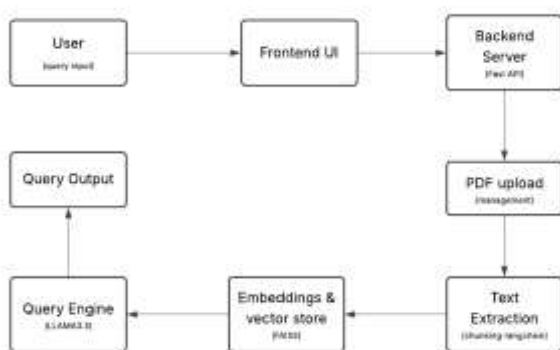 User
(query input)
Frontend UI
Backend
Server
(Fast API)
Query Output
PDF upload
(management)
Query Engine
(LLAMA3.3)
Embeddings &
vector store
(FAISS)
Text
Extraction
(chunking langchain)